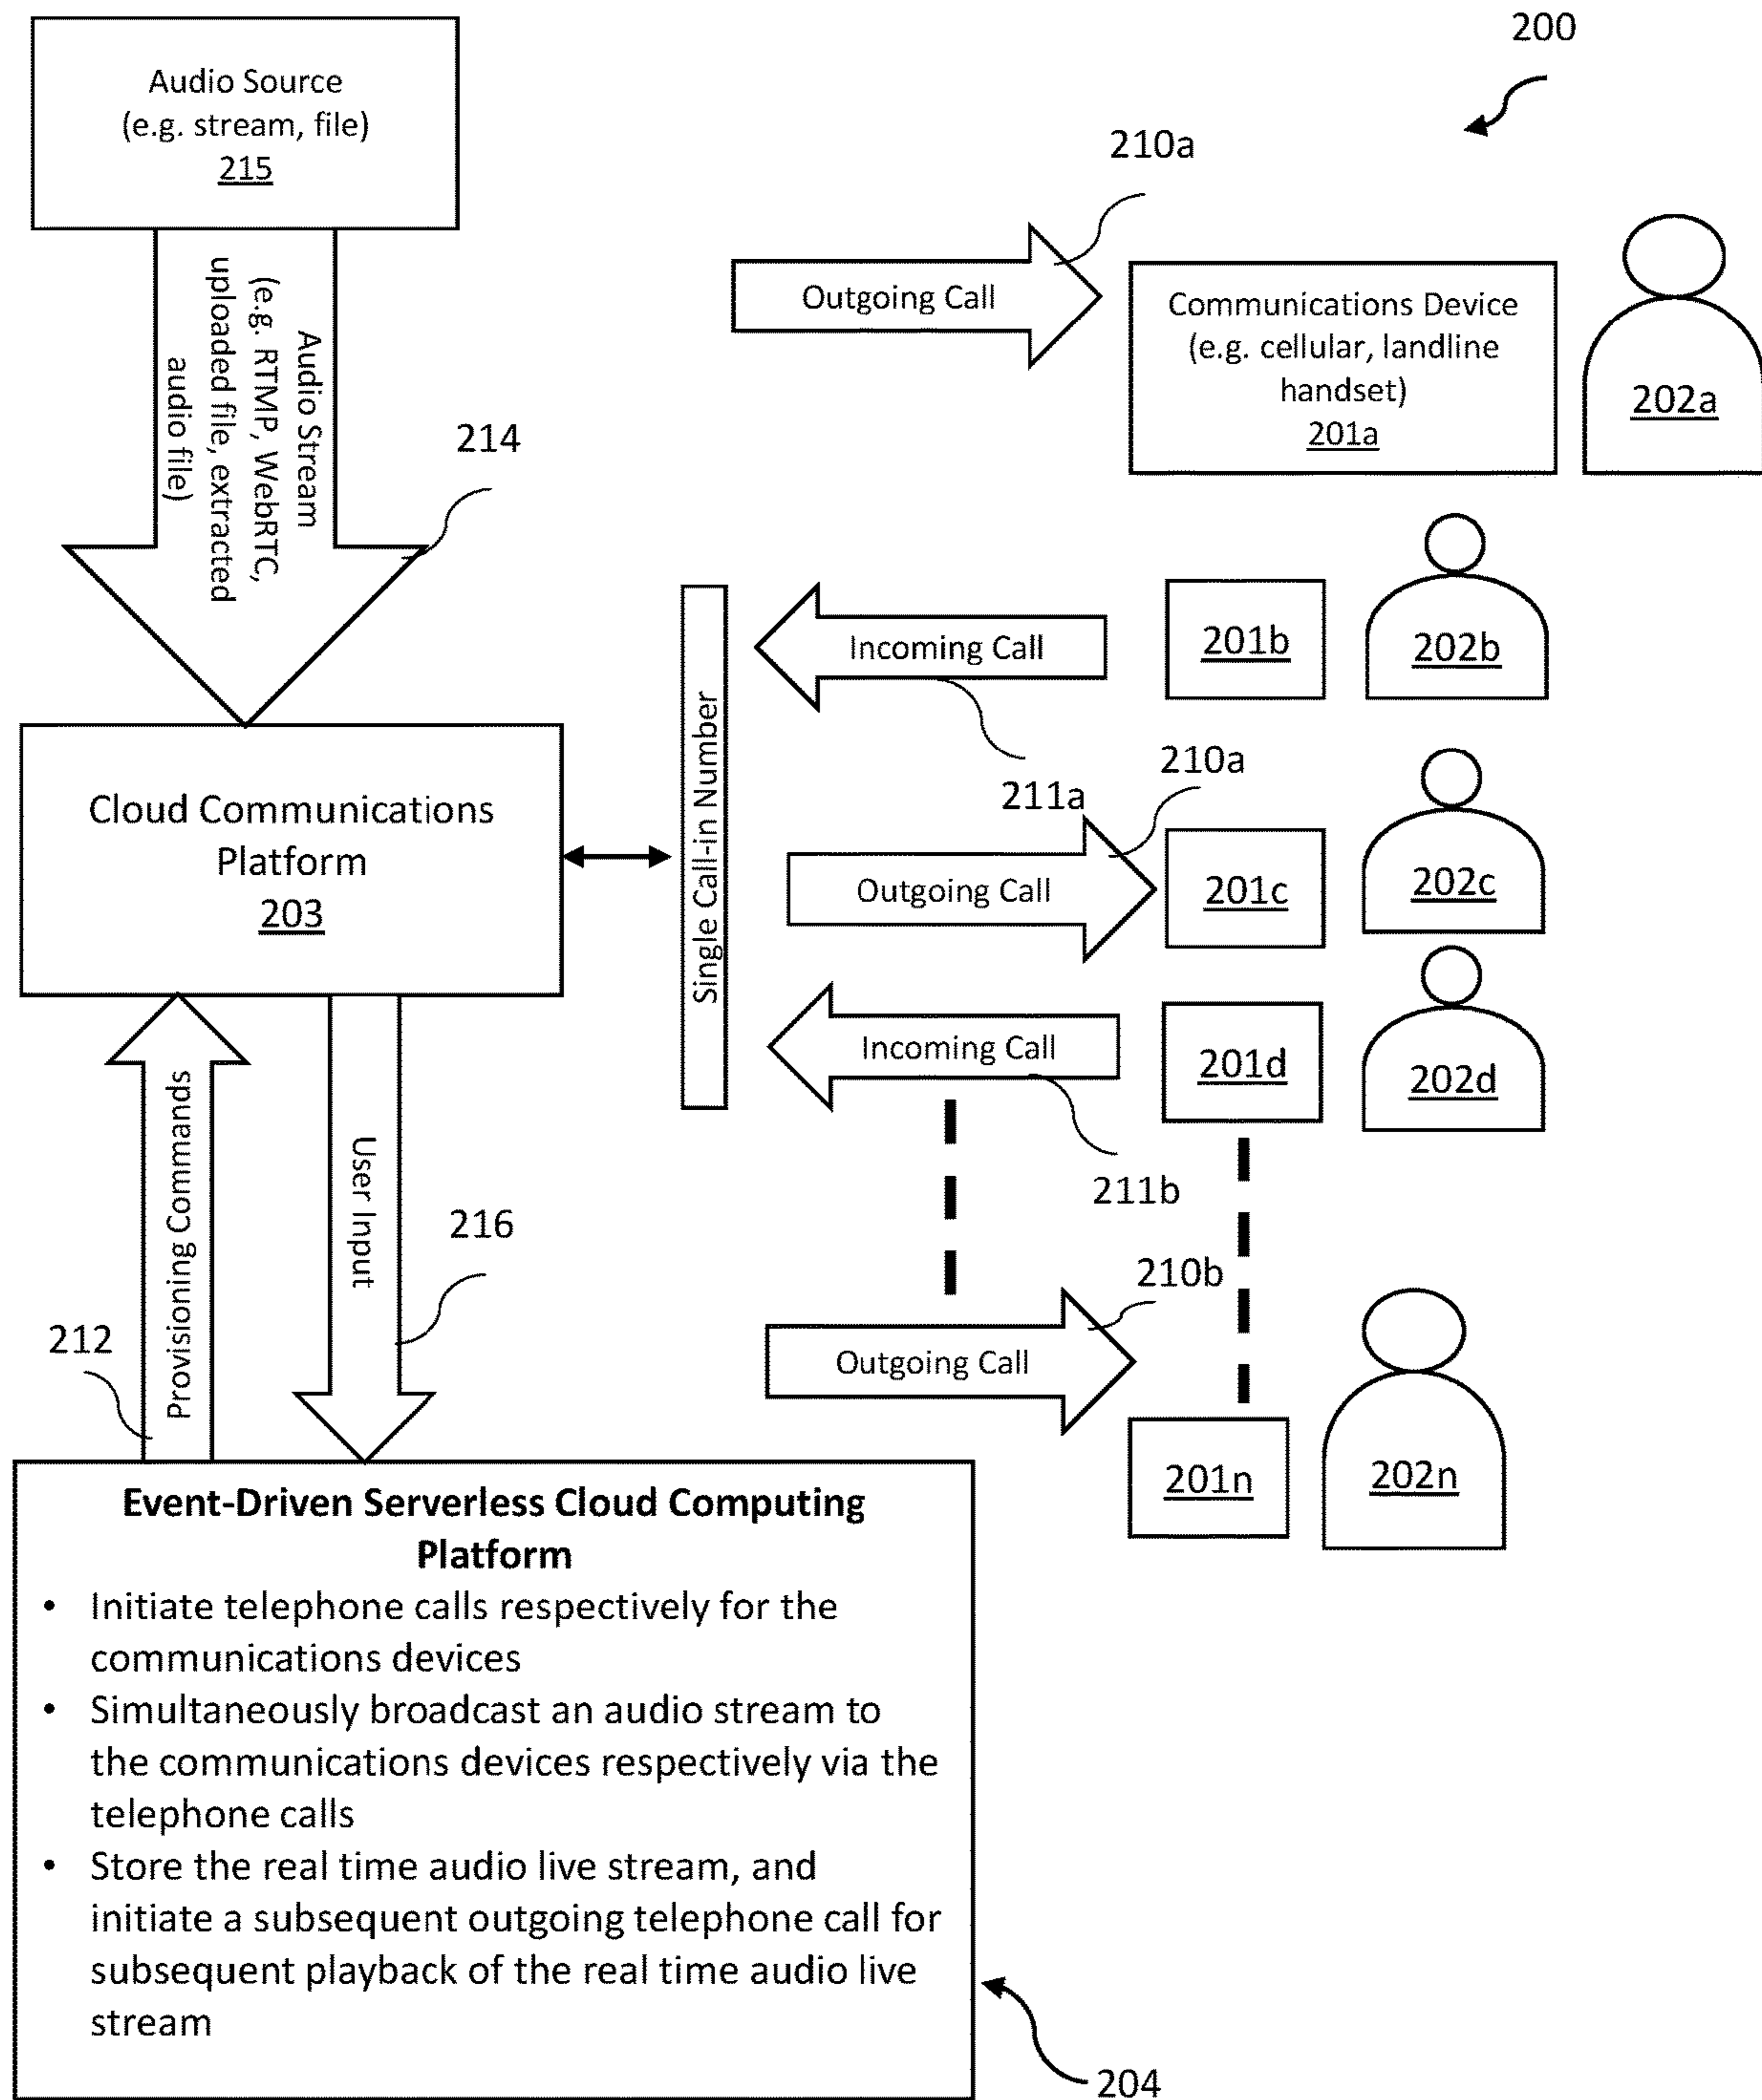 200
Audio Source
(e.g. stream, file)
215
Audio Stream
(e.g. RTMP, WebRTC,
uploaded file, extracted
audio file)
214
210a
Outgoing Call
Communications Device
(e.g. cellular, landline
handset)
201a
202a
Incoming Call
211a
201b
202b
Cloud Communications
Platform
203
Single Call-in Number
210a
Outgoing Call
201c
202c
Incoming Call
211b
201d
202d
Provisioning Commands
212
User Input
216
210b
Outgoing Call
201n
202n
Event-Driven Serverless Cloud Computing
Platform
• Initiate telephone calls respectively for the
communications devices
• Simultaneously broadcast an audio stream to
the communications devices respectively via the
telephone calls
• Store the real time audio live stream, and
initiate a subsequent outgoing telephone call for
subsequent playback of the real time audio live
stream
204